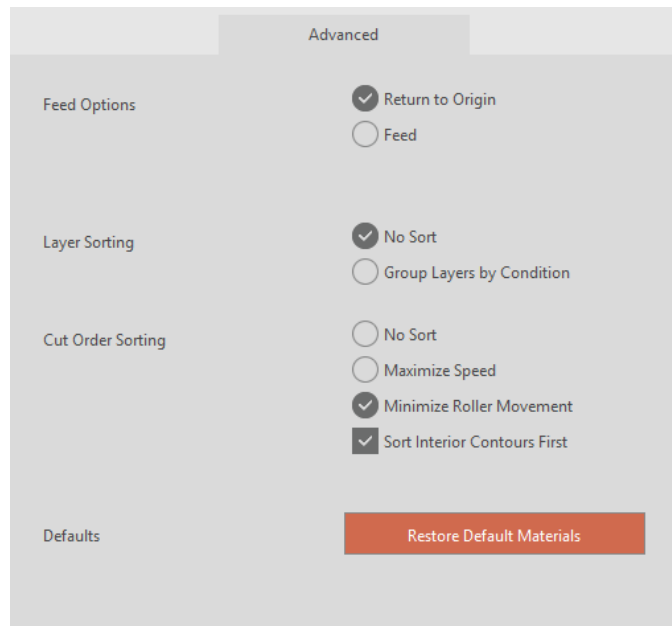 Advanced
Feed Options
Return to Origin
Feed
Layer Sorting
No Sort
Group Layers by Condition
Cut Order Sorting
No Sort
Maximize Speed
Minimize Roller Movement
Sort Interior Contours First
Defaults
Restore Default Materials